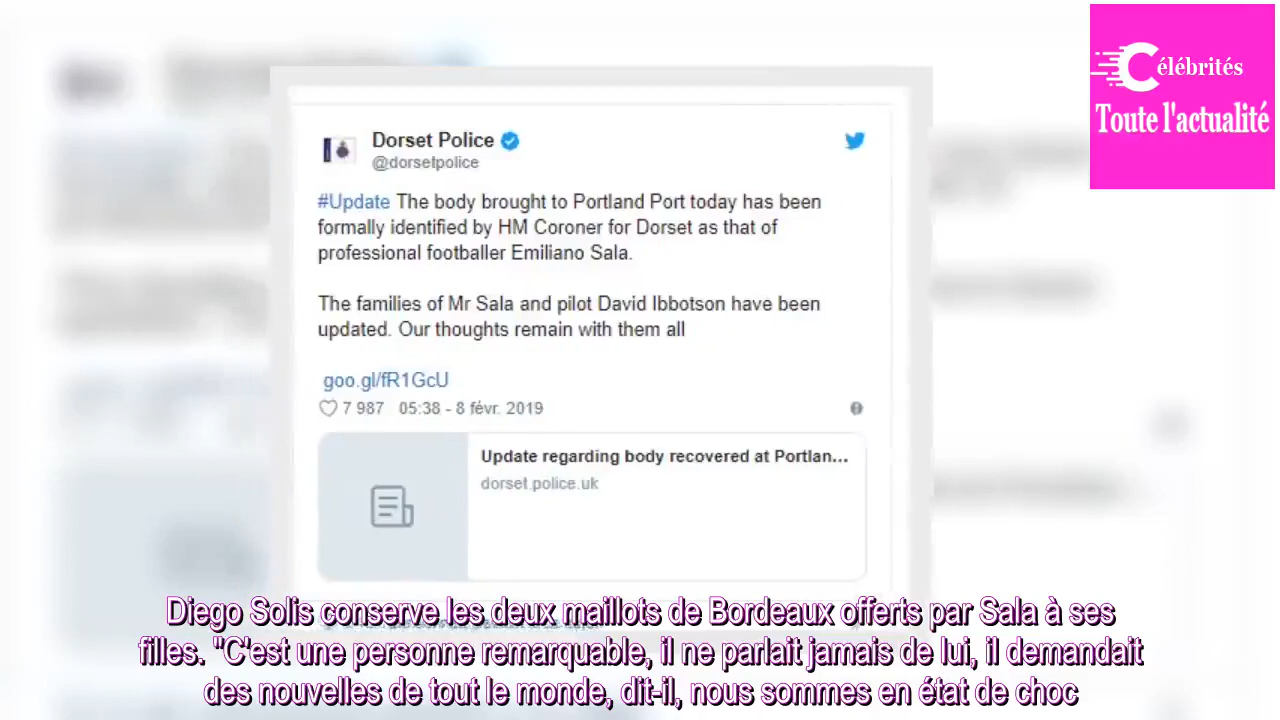 Célébrités
Toute l'actualité
Dorset Police
@dorsetpolice
#Update The body brought to Portland Port today has been
formally identified by HM Coroner for Dorset as that of
professional footballer Emiliano Sala.
The families of Mr Sala and pilot David Ibbotson have been
updated. Our thoughts remain with them all
goo.gl/fR1GcU
7 987 05:38 - 8 févr. 2019
Update regarding body recovered at Portlan...
dorset.police.uk
Diego Solis conserve les deux maillots de Bordeaux offerts par Sala à ses
filles. "C'est une personne remarquable, il ne parlait jamais de lui, il demandait
des nouvelles de tout le monde, dit-il, nous sommes en état de choc